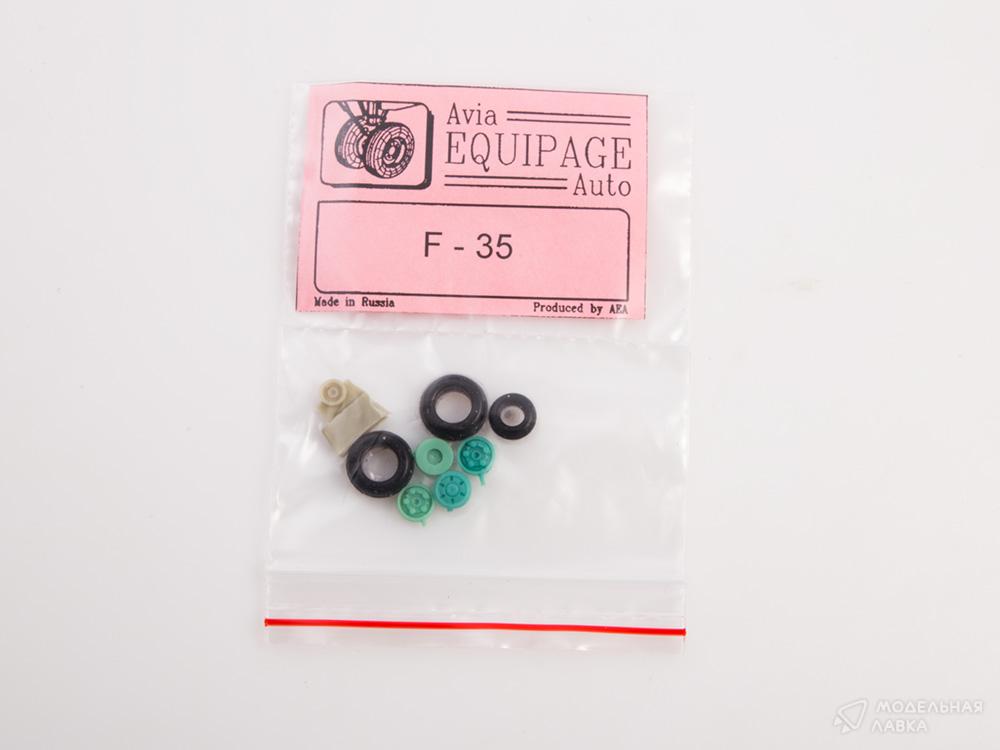 Avia
EQUIPAGE
Auto
F - 35
Made in Russia
Produced by AEA
МОДЕЛЬНАЯ
ЛАВКА